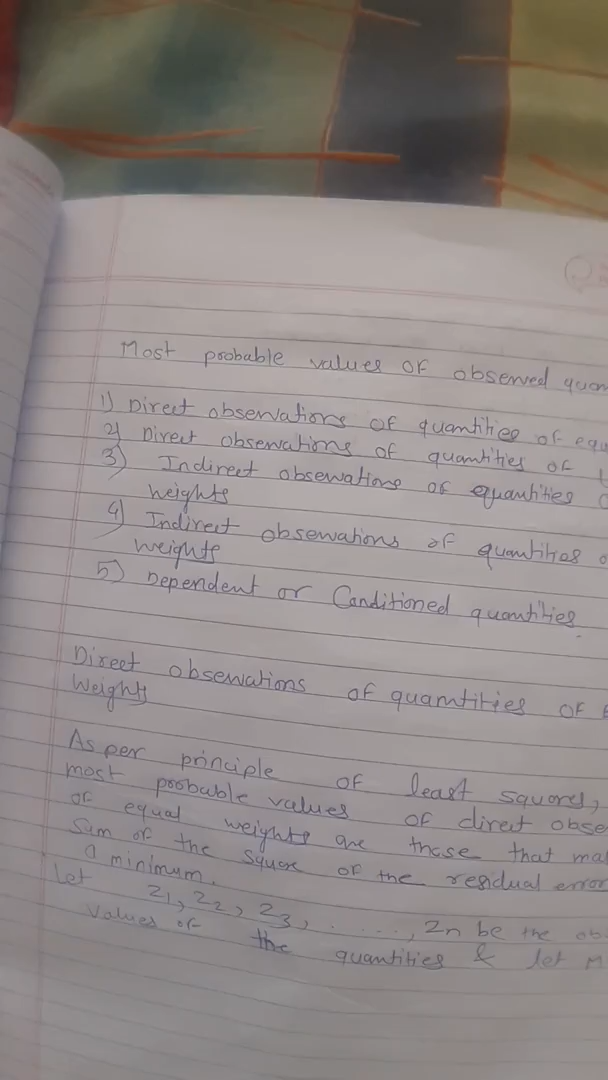 Most probable values of observed quan
1) Direct observations of quantities of equ
2) Direct observations of quantities of
3) Indirect observations of equantities
weights
4) Indirect observations of quantities o
weights
5) Dependent or Conditioned quantities.
Direct observations of quantities OF
Weights
As per principle of least squares,
most probable values of direct obse
of equal weights are those that ma
sum of the square of the residual error
a minimum.
Let z1, z2, z3, ....., zn be the ob
values of the quantities & let M